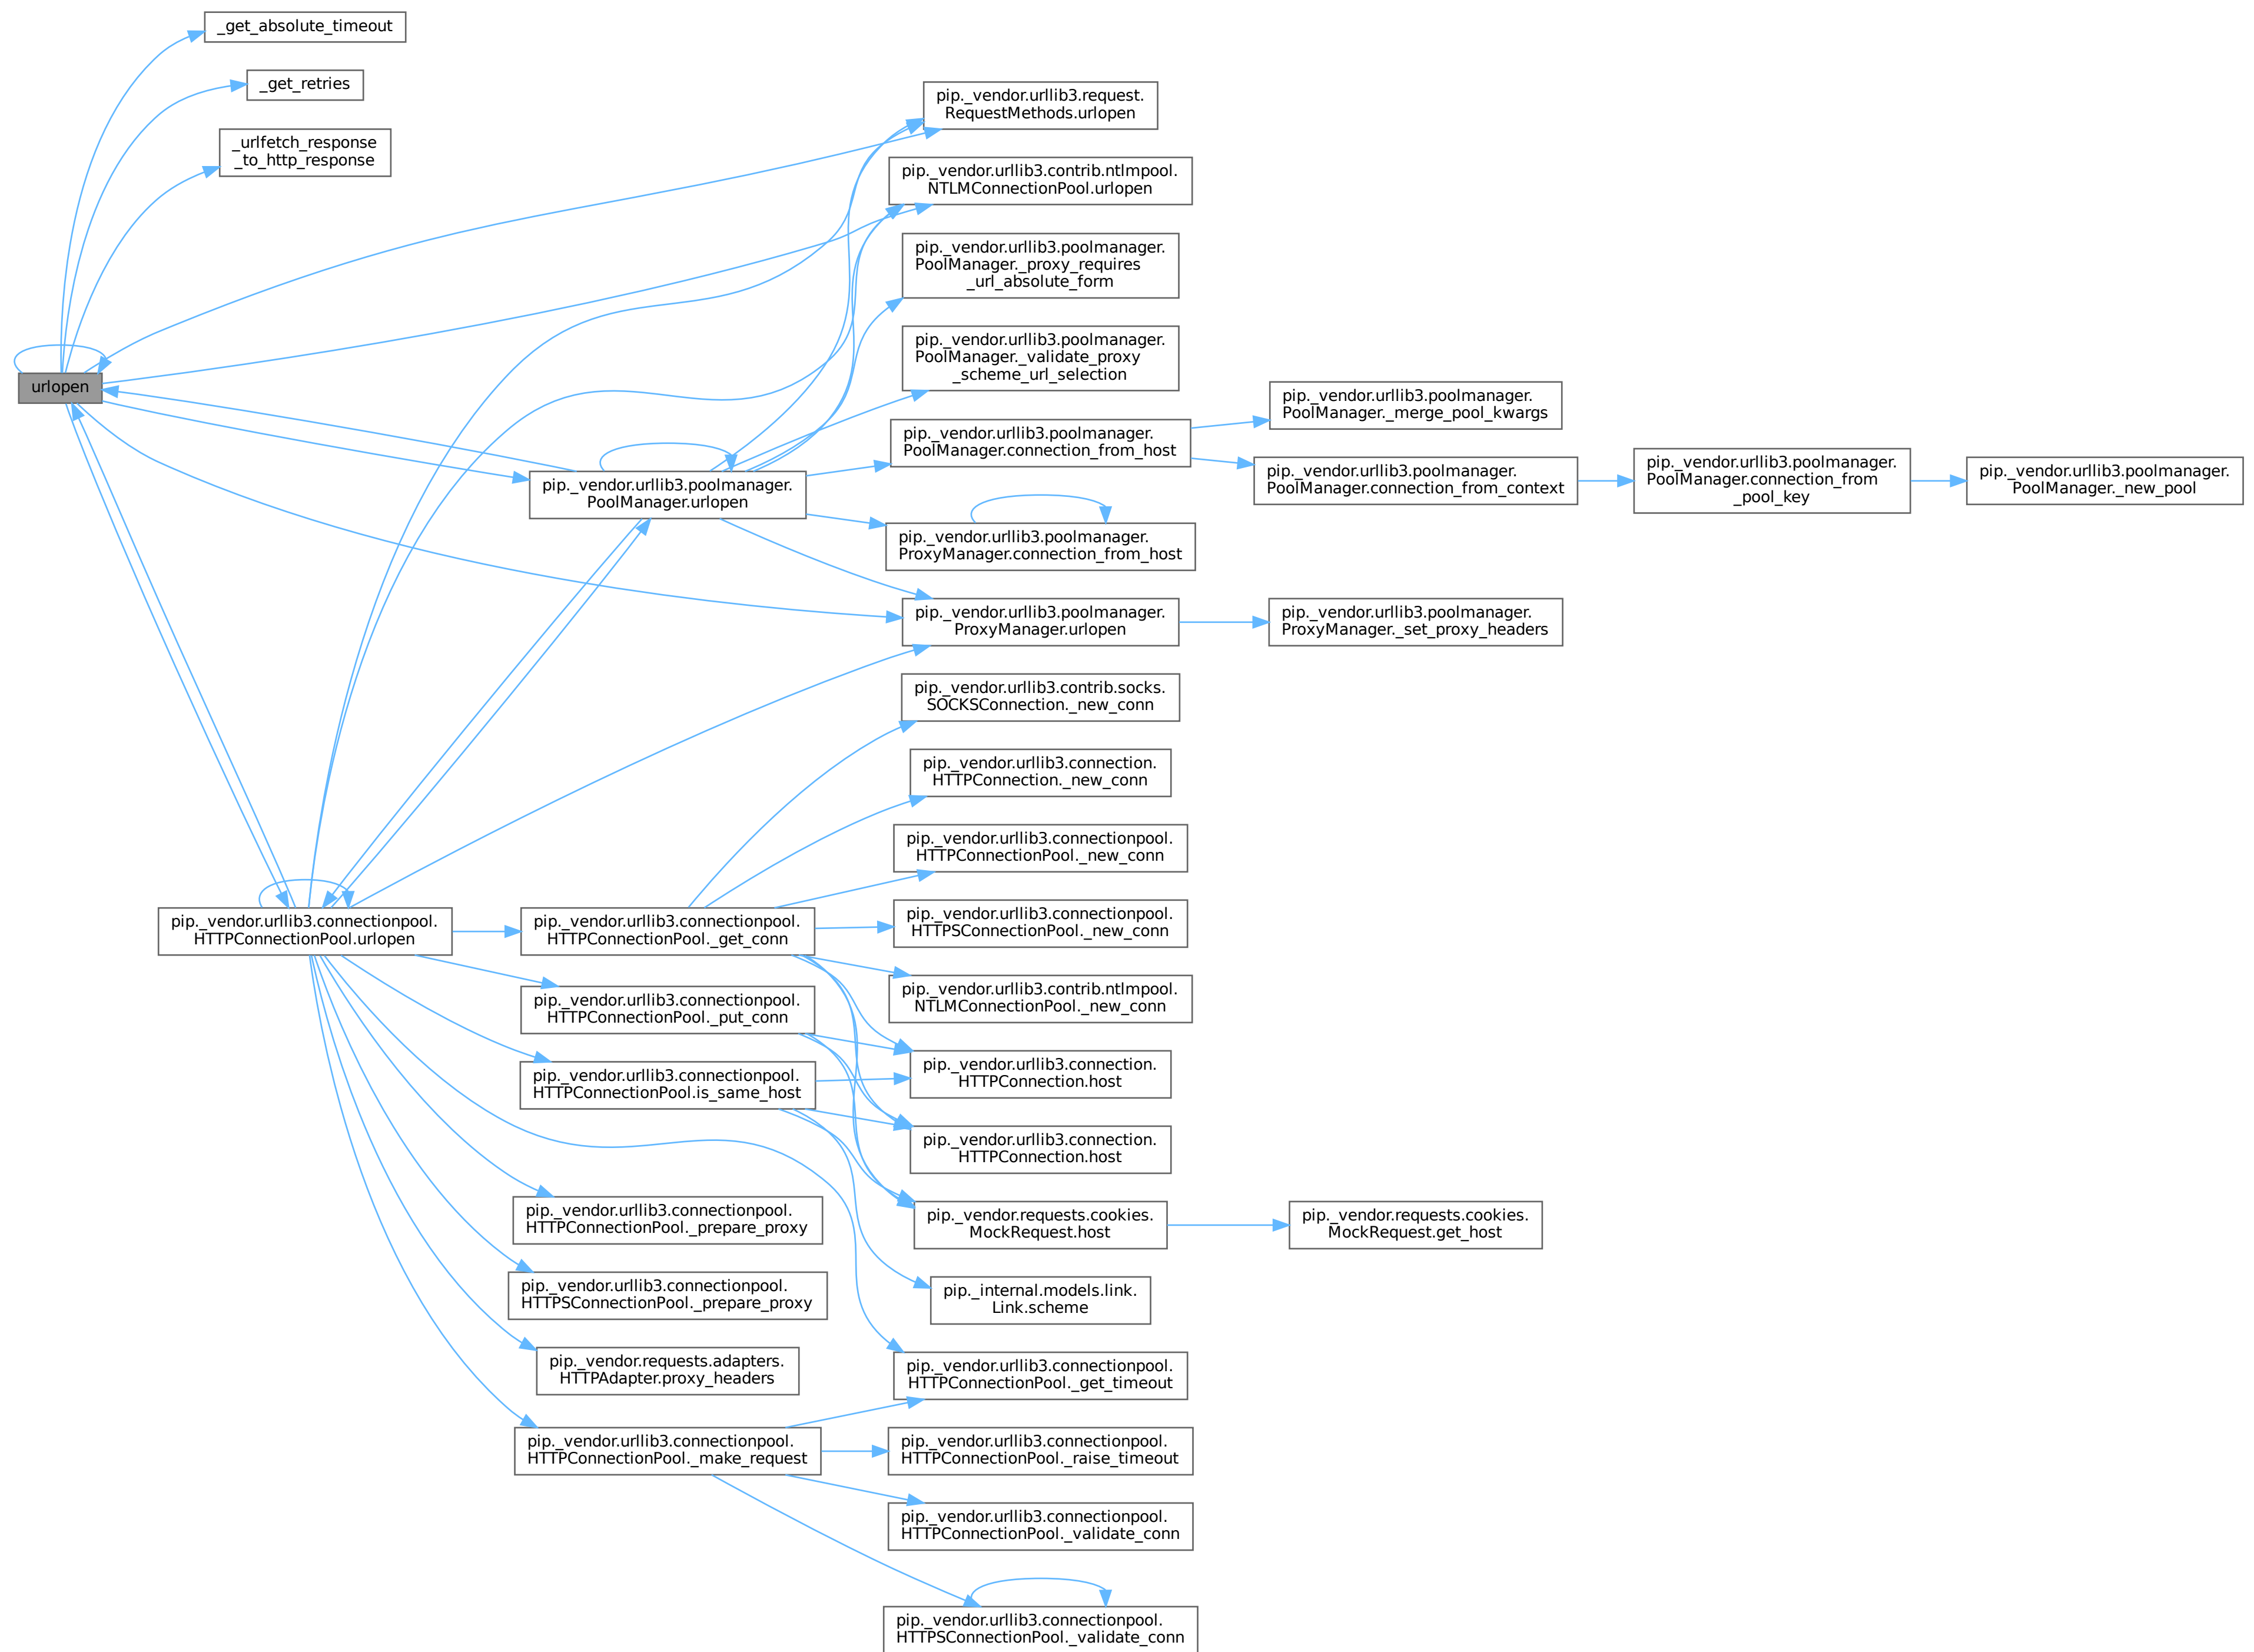 _get_absolute_timeout
_get_retries
_urlfetch_response
_to_http_response
pip._vendor.urllib3.request.
RequestMethods.urlopen
pip._vendor.urllib3.contrib.ntlmpool.
NTLMConnectionPool.urlopen
pip._vendor.urllib3.poolmanager.
PoolManager._proxy_requires
_url_absolute_form
pip._vendor.urllib3.poolmanager.
PoolManager._validate_proxy
_scheme_url_selection
urlopen
pip._vendor.urllib3.poolmanager.
PoolManager._merge_pool_kwargs
pip._vendor.urllib3.poolmanager.
PoolManager.connection_from_host
pip._vendor.urllib3.poolmanager.
PoolManager.connection_from_context
pip._vendor.urllib3.poolmanager.
PoolManager.connection_from
_pool_key
pip._vendor.urllib3.poolmanager.
PoolManager._new_pool
pip._vendor.urllib3.poolmanager.
PoolManager.urlopen
pip._vendor.urllib3.poolmanager.
ProxyManager.connection_from_host
pip._vendor.urllib3.poolmanager.
ProxyManager.urlopen
pip._vendor.urllib3.poolmanager.
ProxyManager._set_proxy_headers
pip._vendor.urllib3.contrib.socks.
SOCKSConnection._new_conn
pip._vendor.urllib3.connection.
HTTPConnection._new_conn
pip._vendor.urllib3.connectionpool.
HTTPConnectionPool._new_conn
pip._vendor.urllib3.connectionpool.
HTTPConnectionPool.urlopen
pip._vendor.urllib3.connectionpool.
HTTPConnectionPool._get_conn
pip._vendor.urllib3.connectionpool.
HTTPSConnectionPool._new_conn
pip._vendor.urllib3.contrib.ntlmpool.
NTLMConnectionPool._new_conn
pip._vendor.urllib3.connectionpool.
HTTPConnectionPool._put_conn
pip._vendor.urllib3.connection.
HTTPConnection.host
pip._vendor.urllib3.connectionpool.
HTTPConnectionPool.is_same_host
pip._vendor.urllib3.connection.
HTTPConnection.host
pip._vendor.urllib3.connectionpool.
HTTPConnectionPool._prepare_proxy
pip._vendor.requests.cookies.
MockRequest.host
pip._vendor.requests.cookies.
MockRequest.get_host
pip._vendor.urllib3.connectionpool.
HTTPSConnectionPool._prepare_proxy
pip._internal.models.link.
Link.scheme
pip._vendor.requests.adapters.
HTTPAdapter.proxy_headers
pip._vendor.urllib3.connectionpool.
HTTPConnectionPool._get_timeout
pip._vendor.urllib3.connectionpool.
HTTPConnectionPool._make_request
pip._vendor.urllib3.connectionpool.
HTTPConnectionPool._raise_timeout
pip._vendor.urllib3.connectionpool.
HTTPConnectionPool._validate_conn
pip._vendor.urllib3.connectionpool.
HTTPSConnectionPool._validate_conn